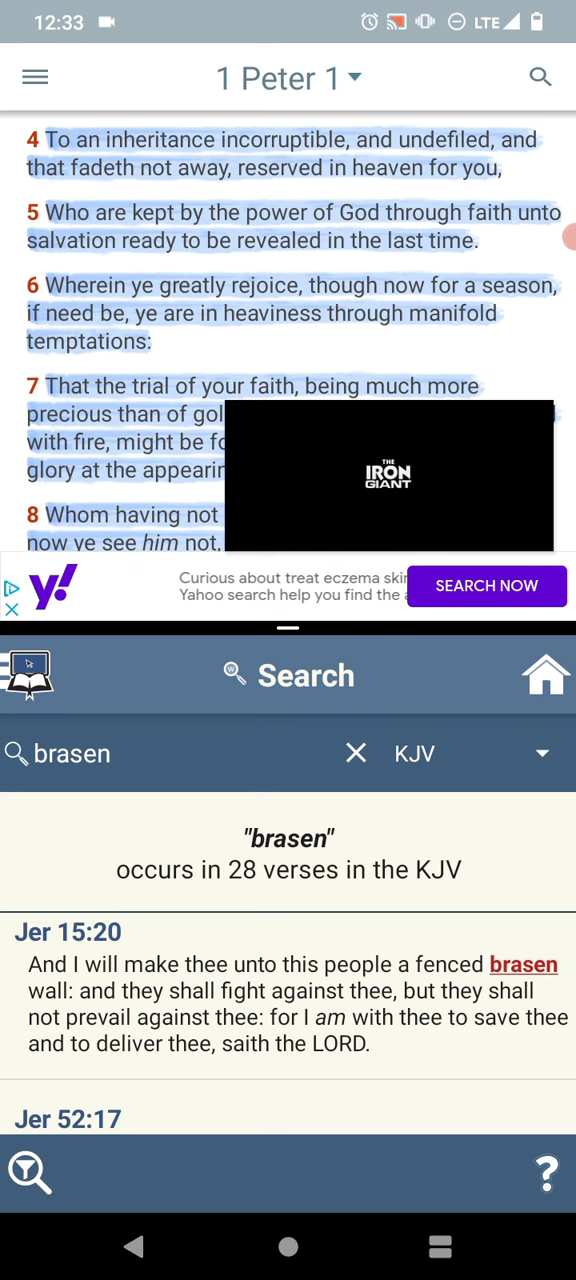 12:33
LTE
1 Peter 1
4 To an inheritance incorruptible, and undefiled, and
that fadeth not away, reserved in heaven for you,
5 Who are kept by the power of God through faith unto
salvation ready to be revealed in the last time.
6 Wherein ye greatly rejoice, though now for a season,
if need be, ye are in heaviness through manifold
temptations:
7 That the trial of your faith, being much more
precious than of gol
with fire, might be fo
glory at the appearin
8 Whom having not
now ye see him not,
THE
IRON
GIANT
y!
Curious about treat eczema skin
Yahoo search help you find the a
SEARCH NOW
W
Search
brasen
KJV
"brasen"
occurs in 28 verses in the KJV
Jer 15:20
And I will make thee unto this people a fenced brasen
wall: and they shall fight against thee, but they shall
not prevail against thee: for I am with thee to save thee
and to deliver thee, saith the LORD.
Jer 52:17
?